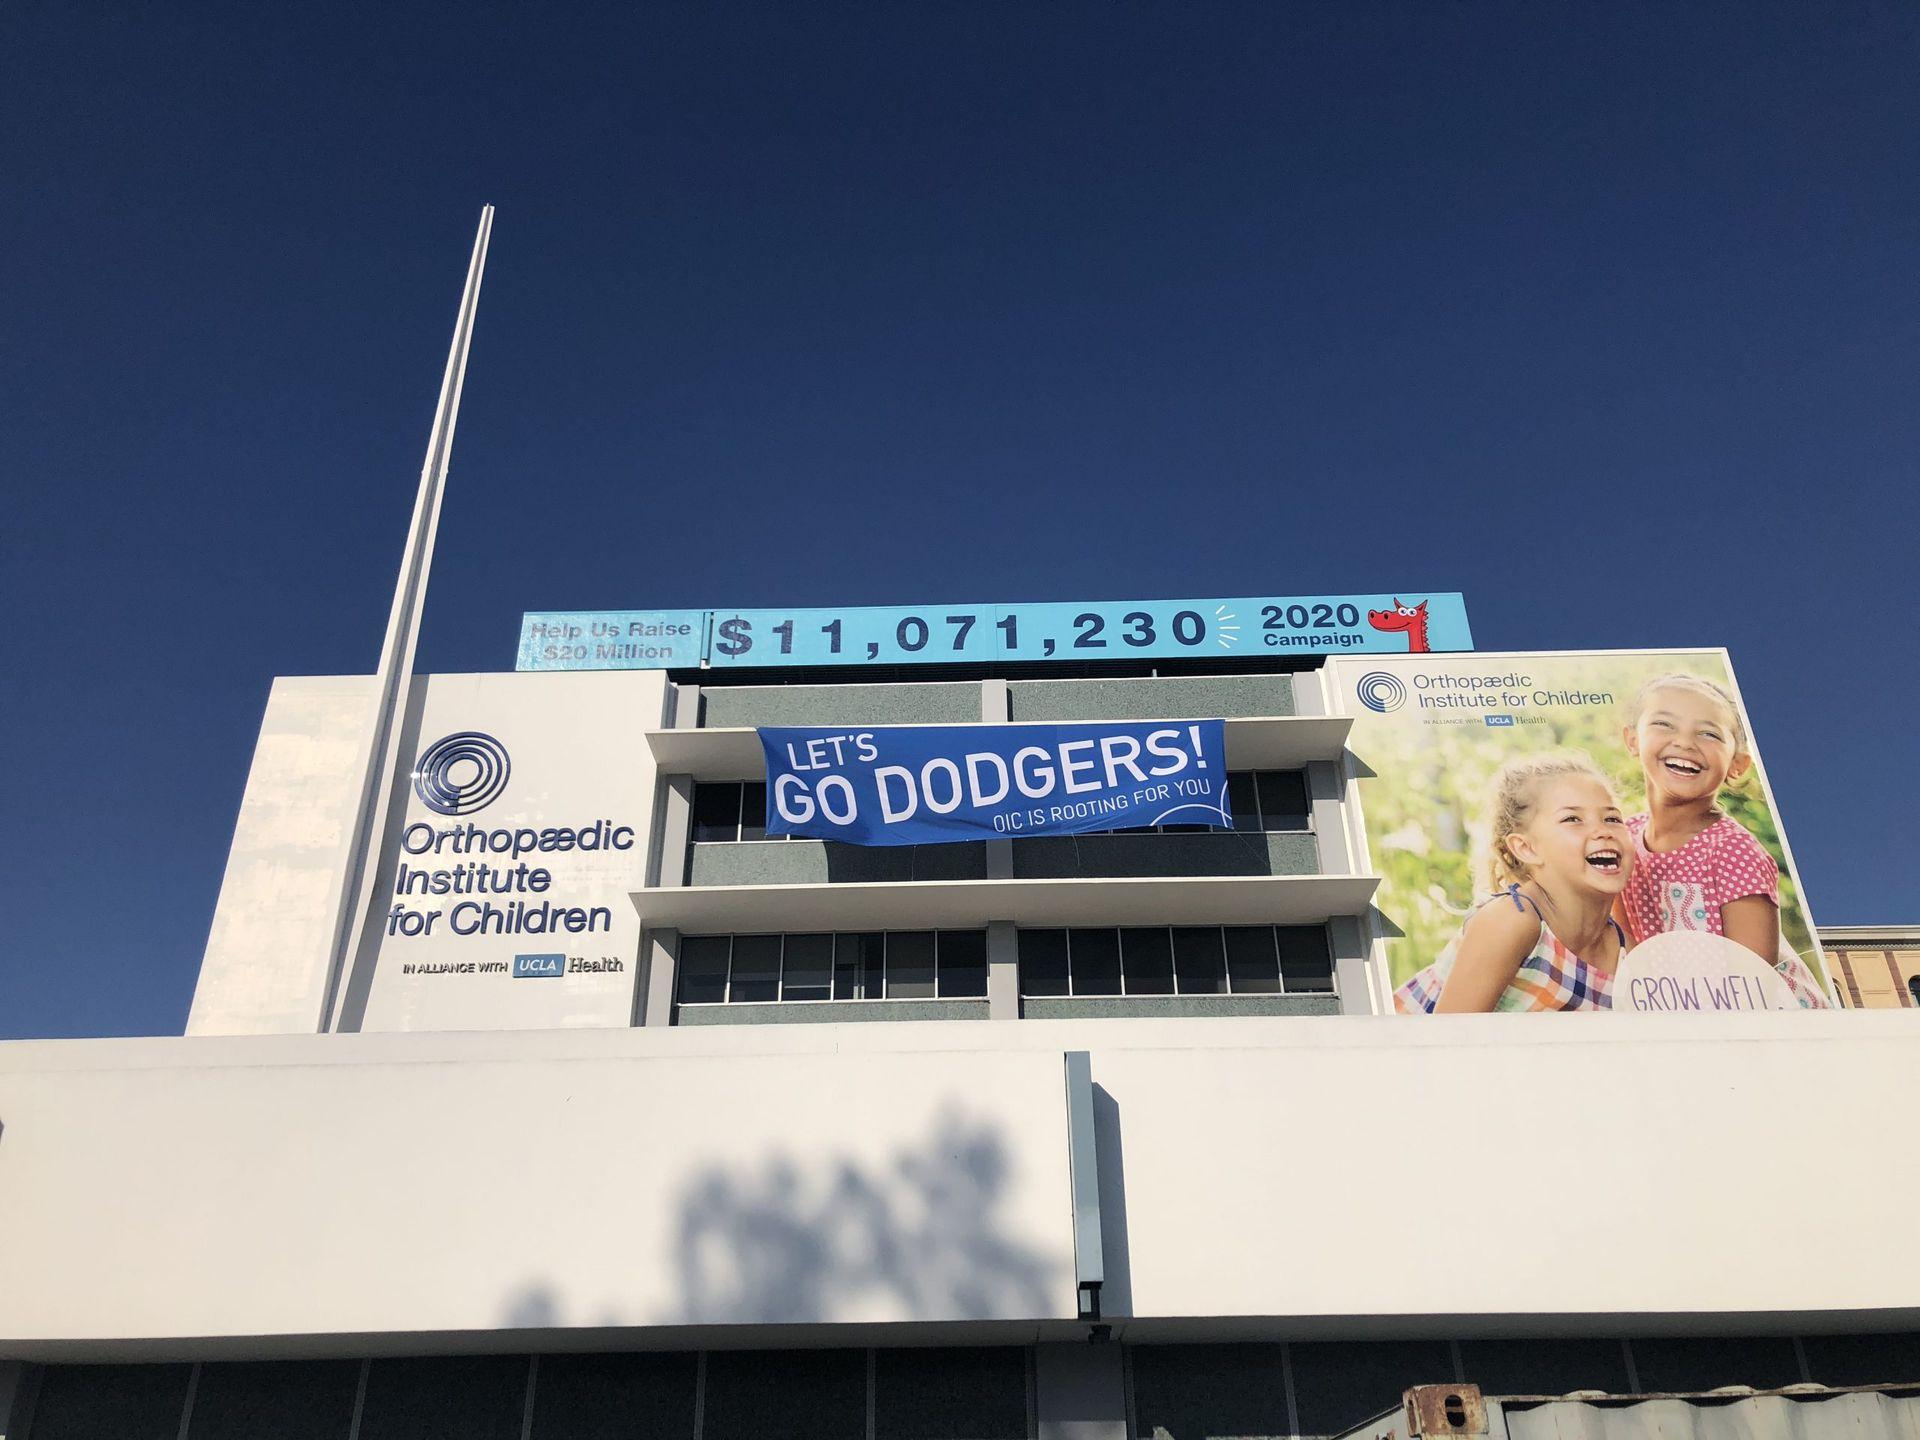 Help Us Raise
$20 Million
$11,071,230
2020
Campaign
Orthopædic
Institute
for Children
IN ALLIANCE WITH UCLA Health
LET'S
GO DODGERS!
OIC IS ROOTING FOR YOU
Orthopædic
Institute for Children
IN ALLIANCE WITH UCLA Health
GROW WELL